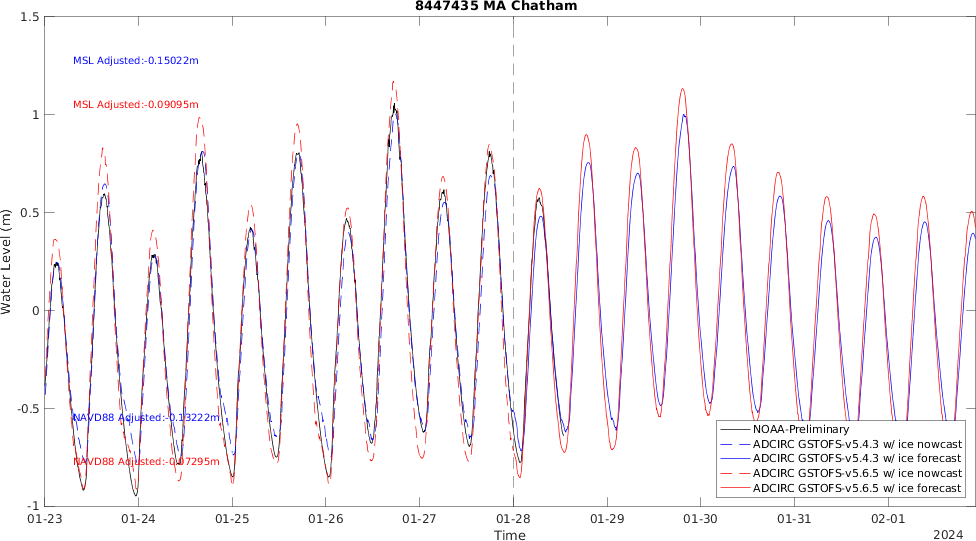 8447435 MA Chatham
1.5
MSL Adjusted:-0.15022m
MSL Adjusted:-0.09095m
1
0.5
0
-0.5
-1
Water Level (m)
NAVD88 Adjusted:-0.13222m
NAVD88 Adjusted:-0.07295m
NOAA-Preliminary
ADCIRC GSTOFS-v5.4.3 w/ ice nowcast
ADCIRC GSTOFS-v5.4.3 w/ ice forecast
ADCIRC GSTOFS-v5.6.5 w/ ice nowcast
ADCIRC GSTOFS-v5.6.5 w/ ice forecast
01-23 01-24 01-25 01-26 01-27 01-28 01-29 01-30 01-31 02-01
Time
2024